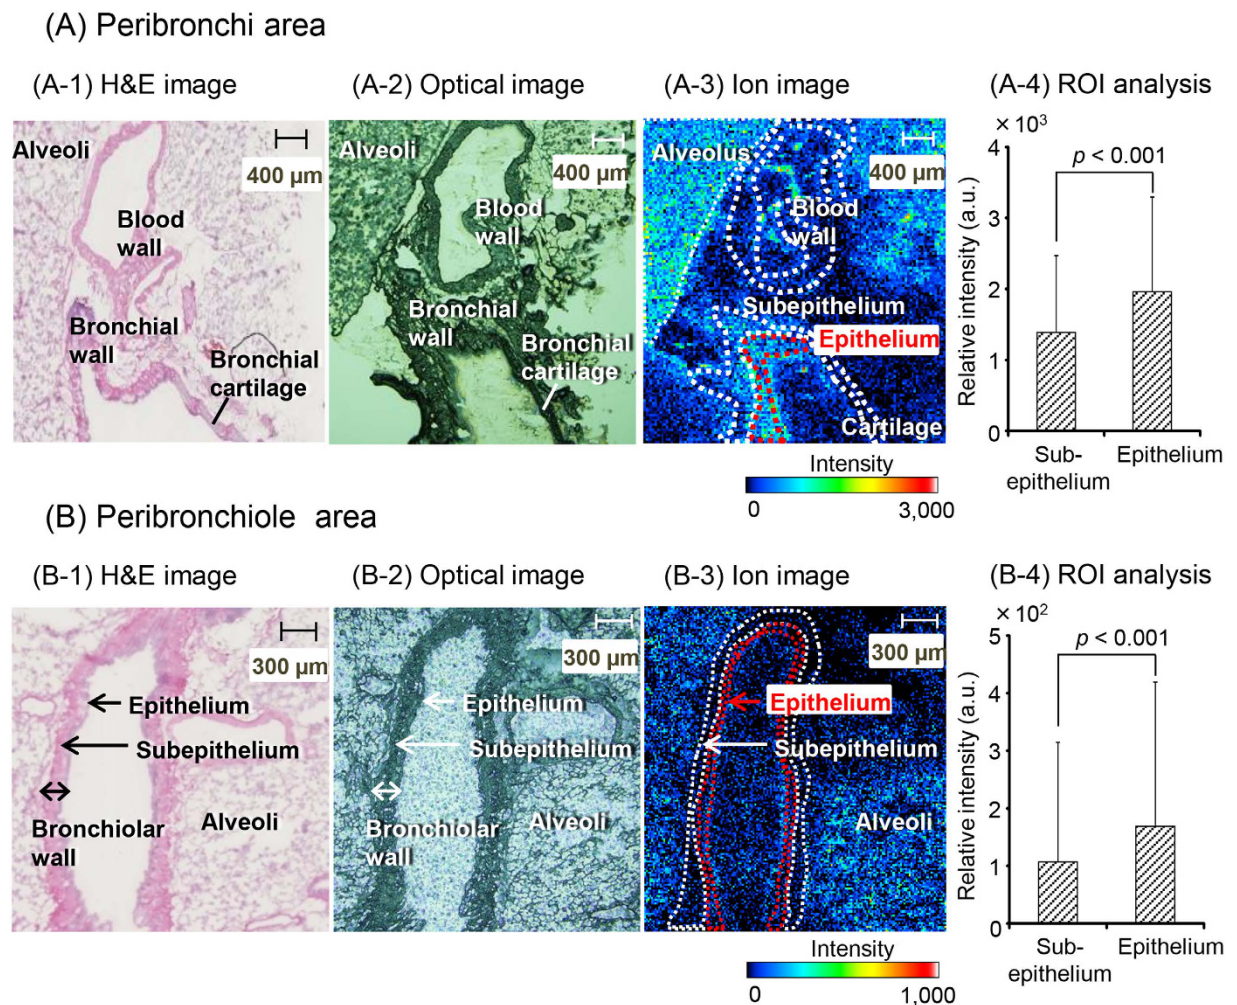 (A) Peribronchi area
(A-1) H&E image
(A-2) Optical image
(A-3) Ion image
(A-4) ROI analysis
Alveoli
400 µm
Blood
wall
Bronchial
wall
Bronchial
cartilage
Alveoli
400 µm
Blood
wall
Bronchial
wall
Bronchial
cartilage
Alveolus
400 µm
Blood
wall
Subepithelium
Epithelium
Cartilage
Intensity
0
3,000
× 10³
Relative intensity (a.u.)
4
3
2
1
0
p < 0.001
Sub-
epithelium
Epithelium
(B) Peribronchiole area
(B-1) H&E image
(B-2) Optical image
(B-3) Ion image
(B-4) ROI analysis
300 µm
Epithelium
Subepithelium
Bronchiolar
wall
Alveoli
300 µm
Epithelium
Subepithelium
Bronchiolar
wall
Alveoli
300 µm
Epithelium
Subepithelium
Alveoli
Intensity
0
1,000
× 10²
Relative intensity (a.u.)
5
4
3
2
1
0
p < 0.001
Sub-
epithelium
Epithelium